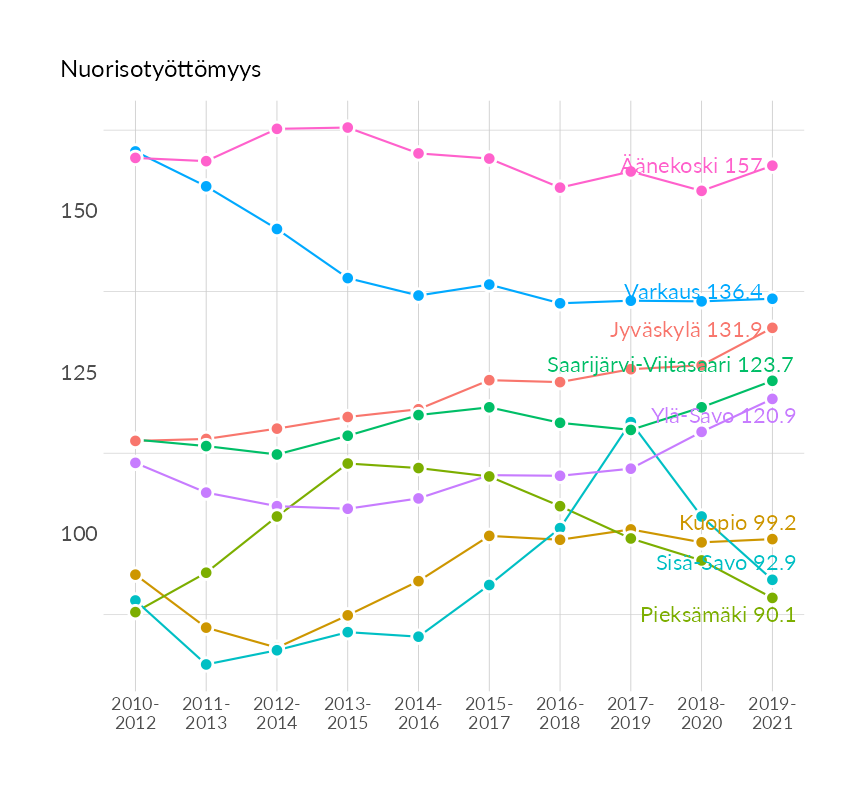 Nuorisotyöttömyys
Äänekoski 157
150
Varkaus 136.4
Jyväskylä 131.9
Saarijärvi-Viitasaari 123.7
125
Ylä-Savo 120.9
Kuopio 99.2
100
Sisä-Savo 92.9
Pieksämäki 90.1
2010- 2011- 2012- 2013- 2014- 2015- 2016- 2017- 2018- 2019-
2012 2013 2014 2015 2016 2017 2018 2019 2020 2021